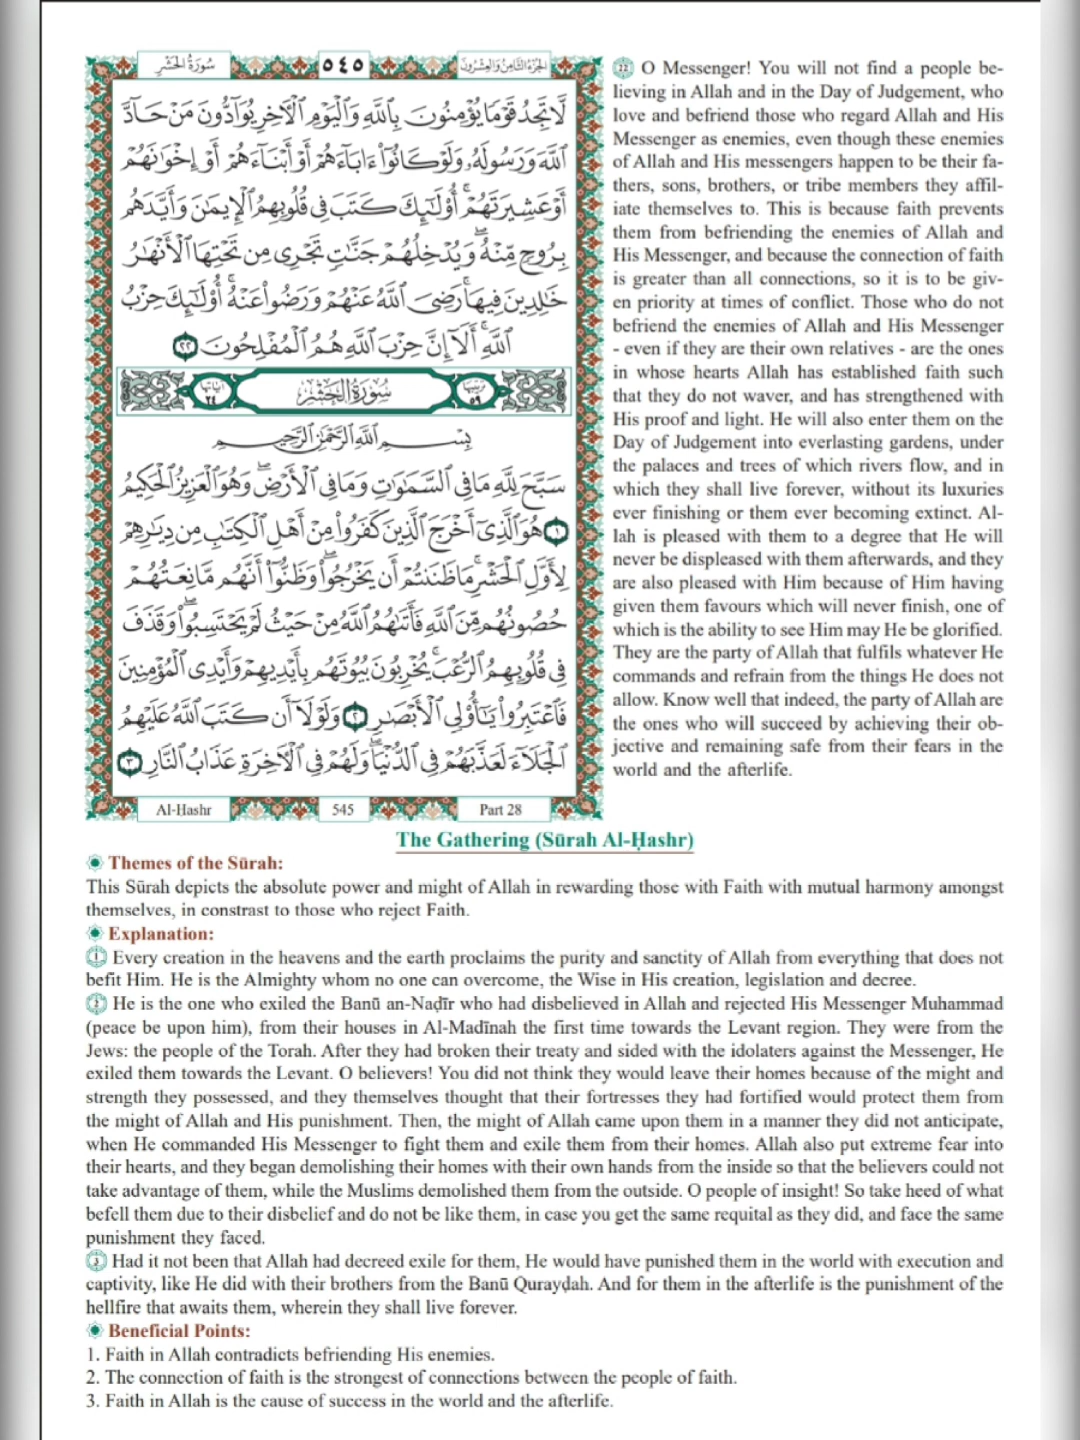 سُورَةُ الحَشْرِ
٥٤٥
الجُزْءُ الثَّامِنُ وَالعِشْرُونَ
لَّا تَجِدُ قَوْمًا يُؤْمِنُونَ بِٱللَّهِ وَٱلْيَوْمِ ٱلْأٓخِرِ يُوَآدُّونَ مَنْ حَآدَّ
ٱللَّهَ وَرَسُولَهُۥ وَلَوْ كَانُوٓا۟ ءَابَآءَهُمْ أَوْ أَبْنَآءَهُمْ أَوْ إِخْوَٰنَهُمْ
أَوْ عَشِيرَتَهُمْ ۚ أُو۟لَٰٓئِكَ كَتَبَ فِى قُلُوبِهِمُ ٱلْإِيمَٰنَ وَأَيَّدَهُم
بِرُوحٍ مِّنْهُ ۖ وَيُدْخِلُهُمْ جَنَّٰتٍ تَجْرِى مِن تَحْتِهَا ٱلْأَنْهَٰرُ
خَٰلِدِينَ فِيهَا ۚ رَضِىَ ٱللَّهُ عَنْهُمْ وَرَضُوا۟ عَنْهُ ۚ أُو۟لَٰٓئِكَ حِزْبُ
ٱللَّهِ ۚ أَلَآ إِنَّ حِزْبَ ٱللَّهِ هُمُ ٱلْمُفْلِحُونَ ٢٢
ترتيبها ٥٩ سُورَةُ الحَشْرِ آياتها ٢٤
بِسْمِ ٱللَّهِ ٱلرَّحْمَٰنِ ٱلرَّحِيمِ
سَبَّحَ لِلَّهِ مَا فِى ٱلسَّمَٰوَٰتِ وَمَا فِى ٱلْأَرْضِ ۖ وَهُوَ ٱلْعَزِيزُ ٱلْحَكِيمُ
١ هُوَ ٱلَّذِىٓ أَخْرَجَ ٱلَّذِينَ كَفَرُوا۟ مِنْ أَهْلِ ٱلْكِتَٰبِ مِن دِيَٰرِهِمْ
لِأَوَّلِ ٱلْحَشْرِ ۚ مَا ظَنَنتُمْ أَن يَخْرُجُوا۟ ۖ وَظَنُّوٓا۟ أَنَّهُم مَّانِعَتُهُمْ
حُصُونُهُم مِّنَ ٱللَّهِ فَأَتَىٰهُمُ ٱللَّهُ مِنْ حَيْثُ لَمْ يَحْتَسِبُوا۟ ۖ وَقَذَفَ
فِى قُلُوبِهِمُ ٱلرُّعْبَ ۚ يُخْرِبُونَ بُيُوتَهُم بِأَيْدِيهِمْ وَأَيْدِى ٱلْمُؤْمِنِينَ
فَٱعْتَبِرُوا۟ يَٰٓأُو۟لِى ٱلْأَبْصَٰرِ ٢ وَلَوْلَآ أَن كَتَبَ ٱللَّهُ عَلَيْهِمُ
ٱلْجَلَآءَ لَعَذَّبَهُمْ فِى ٱلدُّنْيَا ۖ وَلَهُمْ فِى ٱلْأٓخِرَةِ عَذَابُ ٱلنَّارِ ٣
Al-Hashr
545
Part 28
22 O Messenger! You will not find a people be-
lieving in Allah and in the Day of Judgement, who
love and befriend those who regard Allah and His
Messenger as enemies, even though these enemies
of Allah and His messengers happen to be their fa-
thers, sons, brothers, or tribe members they affil-
iate themselves to. This is because faith prevents
them from befriending the enemies of Allah and
His Messenger, and because the connection of faith
is greater than all connections, so it is to be giv-
en priority at times of conflict. Those who do not
befriend the enemies of Allah and His Messenger
- even if they are their own relatives - are the ones
in whose hearts Allah has established faith such
that they do not waver, and has strengthened with
His proof and light. He will also enter them on the
Day of Judgement into everlasting gardens, under
the palaces and trees of which rivers flow, and in
which they shall live forever, without its luxuries
ever finishing or them ever becoming extinct. Al-
lah is pleased with them to a degree that He will
never be displeased with them afterwards, and they
are also pleased with Him because of Him having
given them favours which will never finish, one of
which is the ability to see Him may He be glorified.
They are the party of Allah that fulfils whatever He
commands and refrain from the things He does not
allow. Know well that indeed, the party of Allah are
the ones who will succeed by achieving their ob-
jective and remaining safe from their fears in the
world and the afterlife.
The Gathering (Sūrah Al-Ḥashr)
Themes of the Sūrah:
This Sūrah depicts the absolute power and might of Allah in rewarding those with Faith with mutual harmony amongst
themselves, in constrast to those who reject Faith.
Explanation:
1 Every creation in the heavens and the earth proclaims the purity and sanctity of Allah from everything that does not
befit Him. He is the Almighty whom no one can overcome, the Wise in His creation, legislation and decree.
2 He is the one who exiled the Banū an-Naḍīr who had disbelieved in Allah and rejected His Messenger Muhammad
(peace be upon him), from their houses in Al-Madīnah the first time towards the Levant region. They were from the
Jews: the people of the Torah. After they had broken their treaty and sided with the idolaters against the Messenger, He
exiled them towards the Levant. O believers! You did not think they would leave their homes because of the might and
strength they possessed, and they themselves thought that their fortresses they had fortified would protect them from
the might of Allah and His punishment. Then, the might of Allah came upon them in a manner they did not anticipate,
when He commanded His Messenger to fight them and exile them from their homes. Allah also put extreme fear into
their hearts, and they began demolishing their homes with their own hands from the inside so that the believers could not
take advantage of them, while the Muslims demolished them from the outside. O people of insight! So take heed of what
befell them due to their disbelief and do not be like them, in case you get the same requital as they did, and face the same
punishment they faced.
3 Had it not been that Allah had decreed exile for them, He would have punished them in the world with execution and
captivity, like He did with their brothers from the Banū Qurayḍah. And for them in the afterlife is the punishment of the
hellfire that awaits them, wherein they shall live forever.
Beneficial Points:
1. Faith in Allah contradicts befriending His enemies.
2. The connection of faith is the strongest of connections between the people of faith.
3. Faith in Allah is the cause of success in the world and the afterlife.